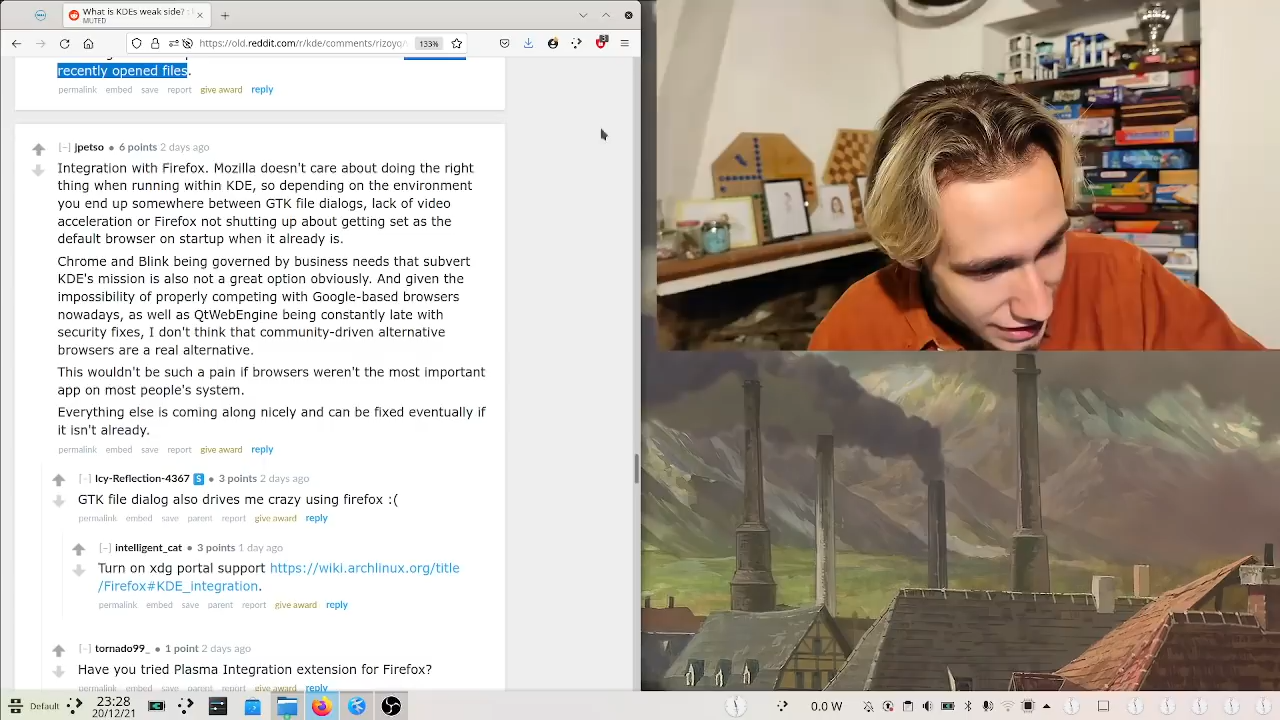 What is KDEs weak side? :
MUTED
https://old.reddit.com/r/kde/comments/rizoyq/
133%
recently opened files.
permalink embed save report give award reply
[–] jpetso • 6 points 2 days ago
Integration with Firefox. Mozilla doesn't care about doing the right
thing when running within KDE, so depending on the environment
you end up somewhere between GTK file dialogs, lack of video
acceleration or Firefox not shutting up about getting set as the
default browser on startup when it already is.
Chrome and Blink being governed by business needs that subvert
KDE's mission is also not a great option obviously. And given the
impossibility of properly competing with Google-based browsers
nowadays, as well as QtWebEngine being constantly late with
security fixes, I don't think that community-driven alternative
browsers are a real alternative.
This wouldn't be such a pain if browsers weren't the most important
app on most people's system.
Everything else is coming along nicely and can be fixed eventually if
it isn't already.
permalink embed save report give award reply
[–] Icy-Reflection-4367 S • 3 points 2 days ago
GTK file dialog also drives me crazy using firefox :(
permalink embed save parent report give award reply
[–] intelligent_cat • 3 points 1 day ago
Turn on xdg portal support https://wiki.archlinux.org/title
/Firefox#KDE_integration.
permalink embed save parent report give award reply
[–] tornado99_ • 1 point 2 days ago
Have you tried Plasma Integration extension for Firefox?
permalink embed save parent report give award reply
Default
23:28
20/12/21
0.0 W